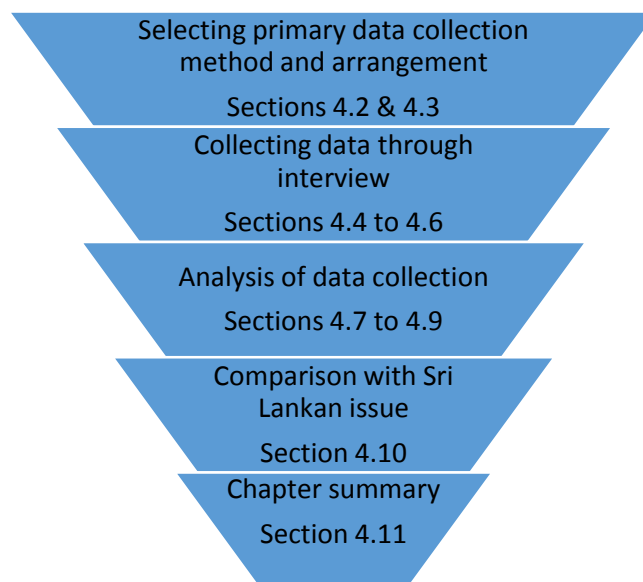 Selecting primary data collection
method and arrangement
Sections 4.2 & 4.3
Collecting data through
interview
Sections 4.4 to 4.6
Analysis of data collection
Sections 4.7 to 4.9
Comparison with Sri
Lankan issue
Section 4.10
Chapter summary
Section 4.11